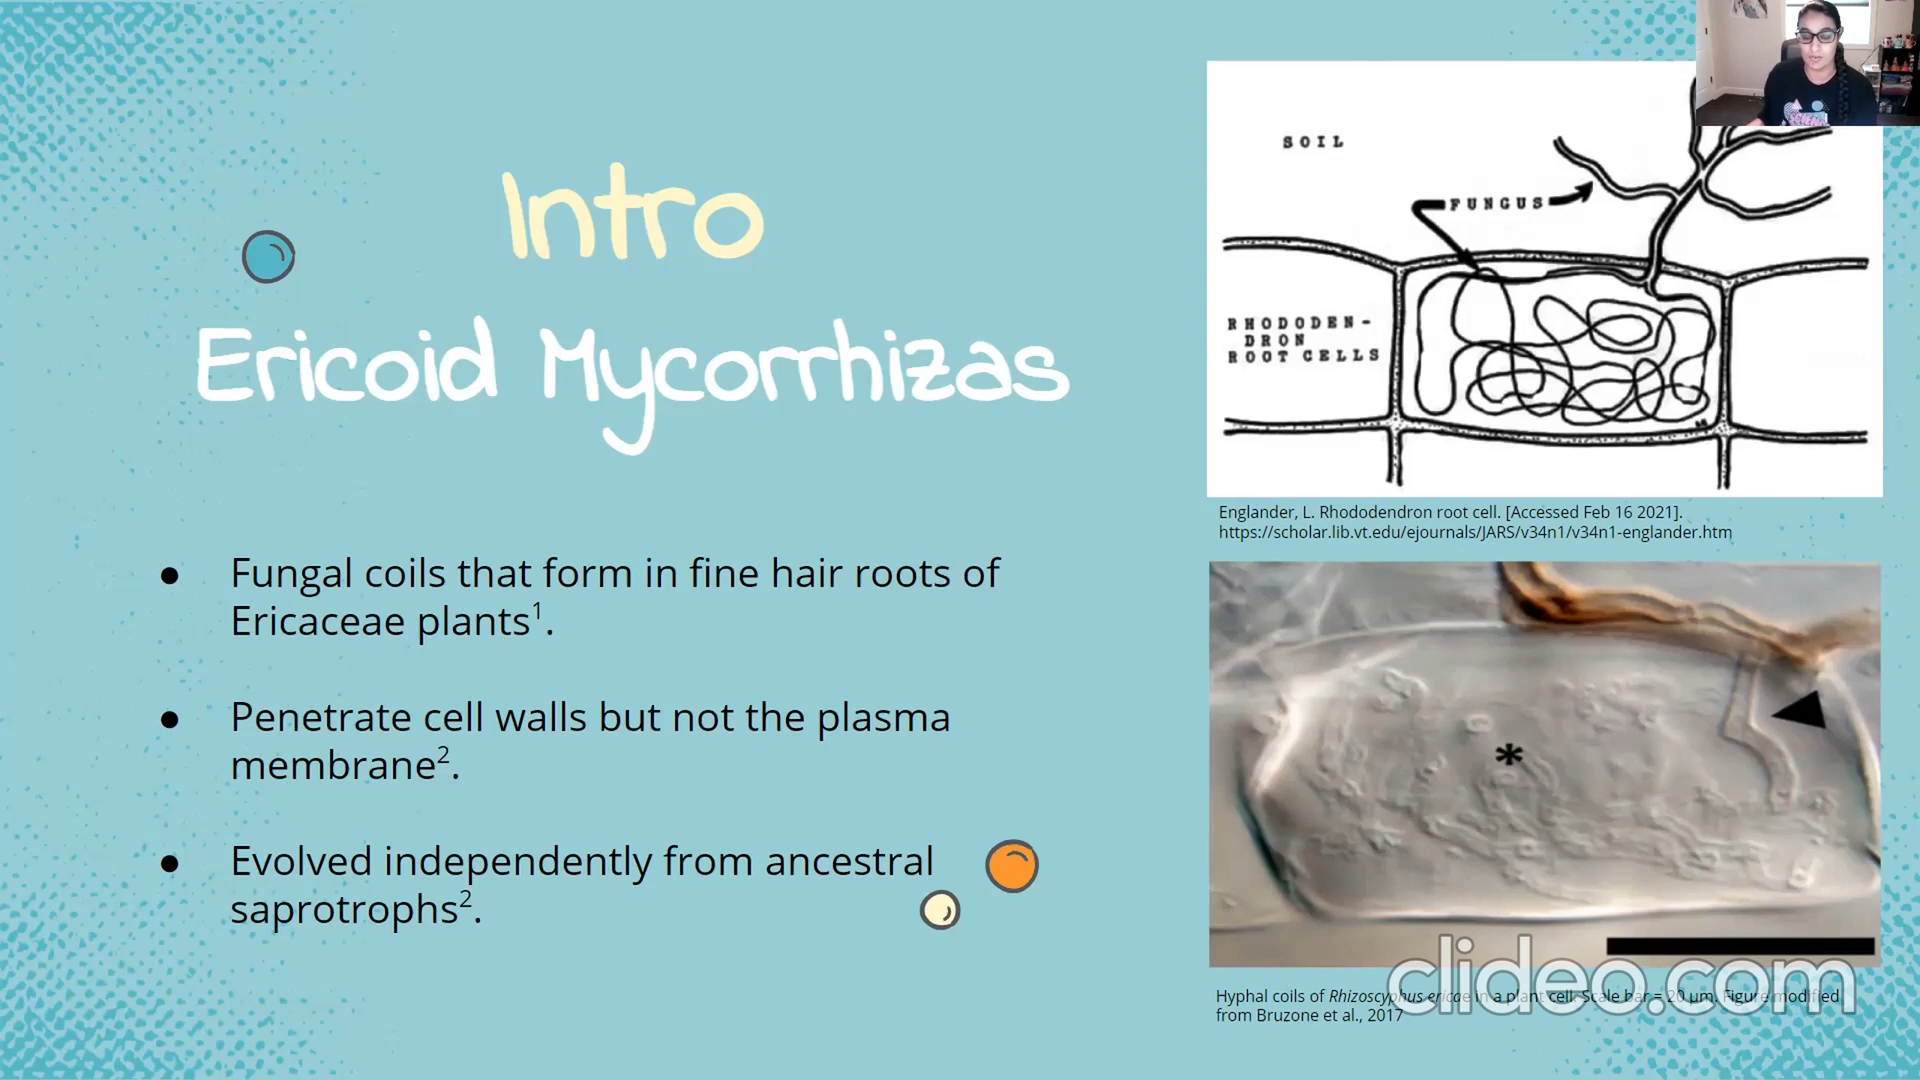 Intro
Ericoid Mycorrhizas
● Fungal coils that form in fine hair roots of
Ericaceae plants¹.
● Penetrate cell walls but not the plasma
membrane².
● Evolved independently from ancestral
saprotrophs².
SOIL
FUNGUS
RHODODEN-
DRON
ROOT CELLS
Englander, L. Rhododendron root cell. [Accessed Feb 16 2021].
https://scholar.lib.vt.edu/ejournals/JARS/v34n1/v34n1-englander.htm
*
Hyphal coils of Rhizoscyphus ericae in a plant cell. Scale bar = 20 µm. Figure modified
from Bruzone et al., 2017
clideo.com
SCIENCE